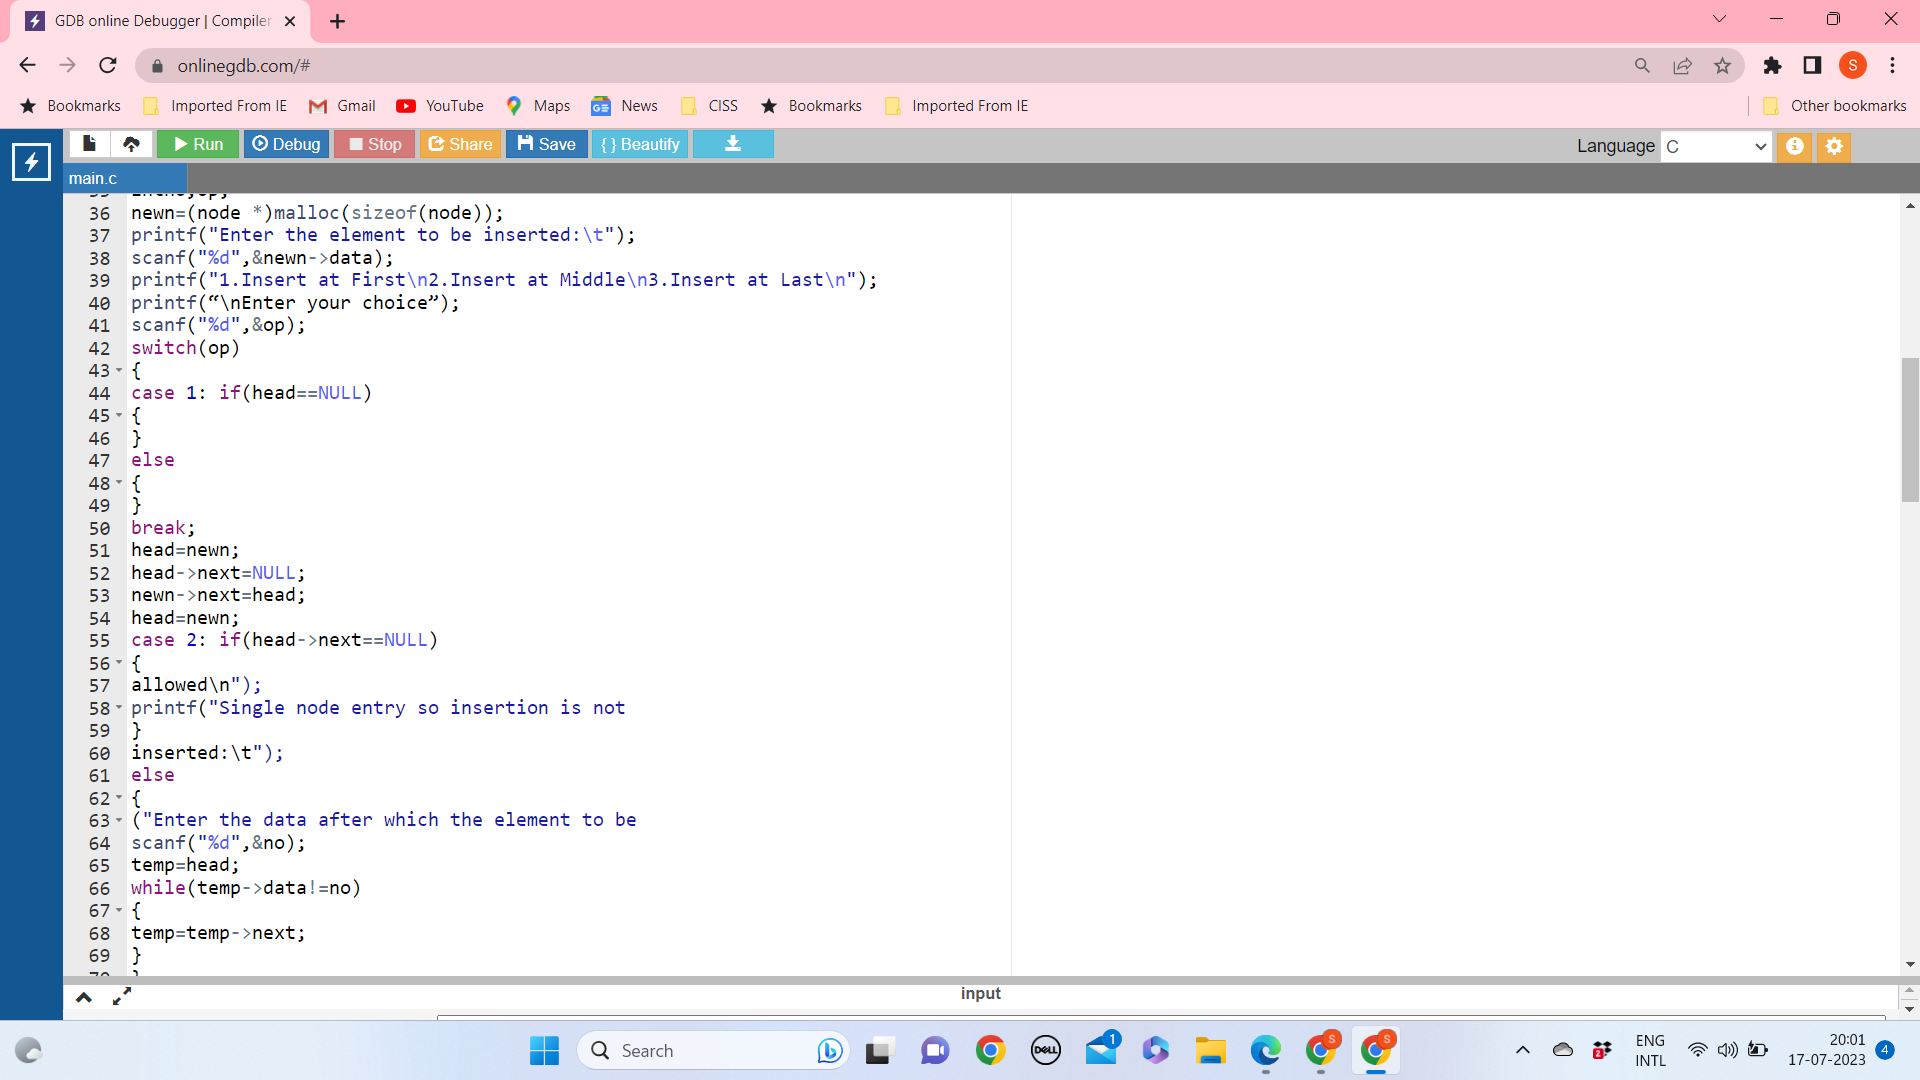 GDB online Debugger | Compiler
onlinegdb.com/#
S
Bookmarks Imported From IE Gmail YouTube Maps News CISS Bookmarks Imported From IE Other bookmarks
Run Debug Stop Share Save { } Beautify Language C
main.c
36 newn=(node *)malloc(sizeof(node));
37 printf("Enter the element to be inserted:\t");
38 scanf("%d",&newn->data);
39 printf("1.Insert at First\n2.Insert at Middle\n3.Insert at Last\n");
40 printf(“\nEnter your choice”);
41 scanf("%d",&op);
42 switch(op)
43 {
44 case 1: if(head==NULL)
45 {
46 }
47 else
48 {
49 }
50 break;
51 head=newn;
52 head->next=NULL;
53 newn->next=head;
54 head=newn;
55 case 2: if(head->next==NULL)
56 {
57 allowed\n");
58 printf("Single node entry so insertion is not
59 }
60 inserted:\t");
61 else
62 {
63 ("Enter the data after which the element to be
64 scanf("%d",&no);
65 temp=head;
66 while(temp->data!=no)
67 {
68 temp=temp->next;
69 }
input
Search
DELL
1
S
S
2
ENG
INTL
20:01
17-07-2023
4